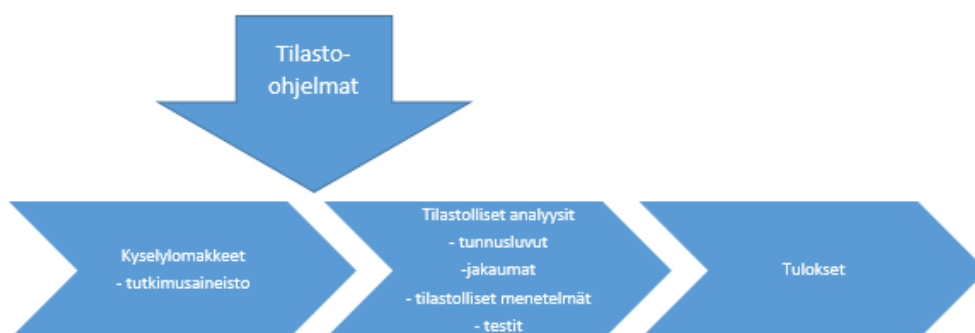 Tilasto-
ohjelmat
Kyselylomakkeet
- tutkimusaineisto
Tilastolliset analyysit
- tunnusluvut
-jakaumat
- tilastolliset menetelmät
- testit
Tulokset